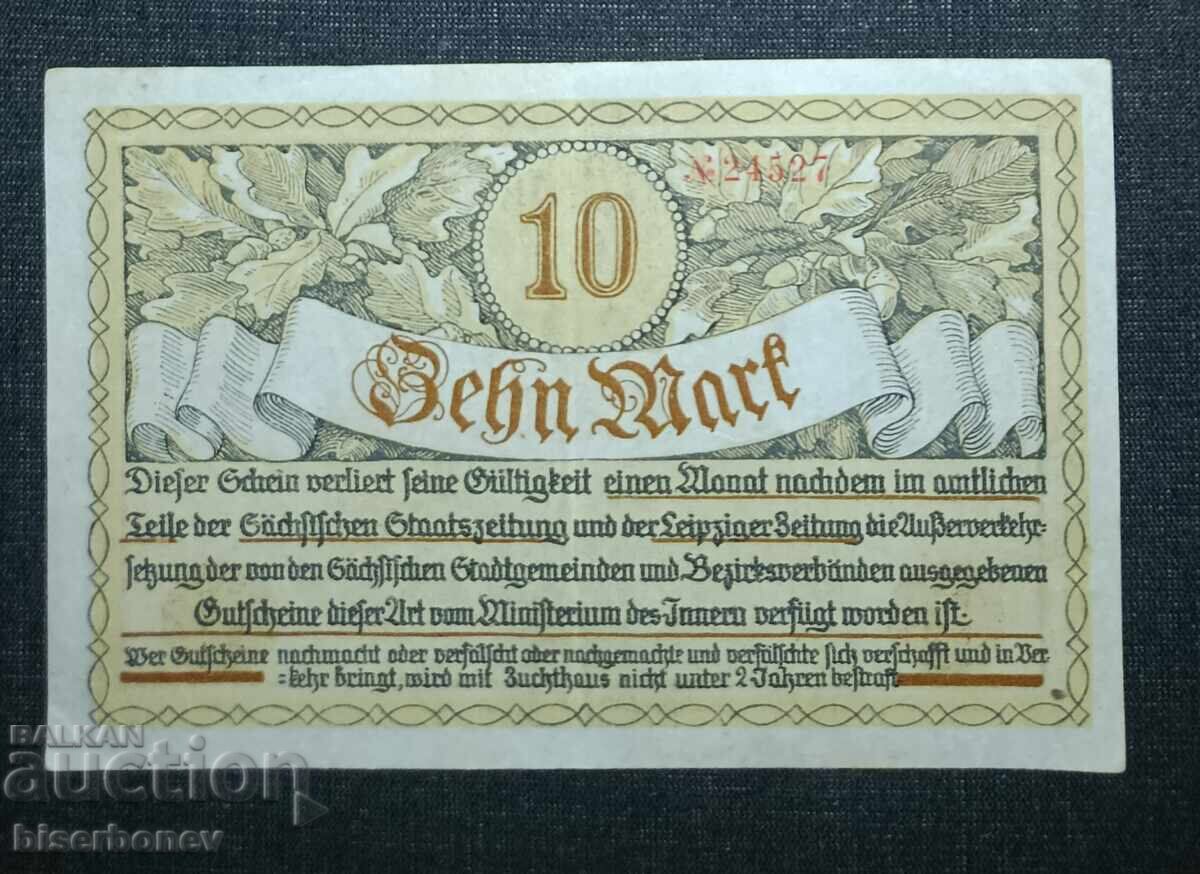 № 24527
10
Zehn Mark
Dieser Schein verliert seine Gültigkeit einen Monat nachdem im amtlichen
Teile der Sächsischen Staatszeitung und der Leipziger Zeitung die Außerverkehr-
setzung der von den Sächsischen Stadtgemeinden und Bezirksverbänden ausgegebenen
Gutscheine dieser Art vom Ministerium des Innern verfügt worden ist.
Wer Gutscheine nachmacht oder verfälscht oder nachgemachte und verfälschte sich verschafft und in Ver-
=kehr bringt, wird mit Zuchthaus nicht unter 2 Jahren bestraft
BALKAN
auction
biserbonev